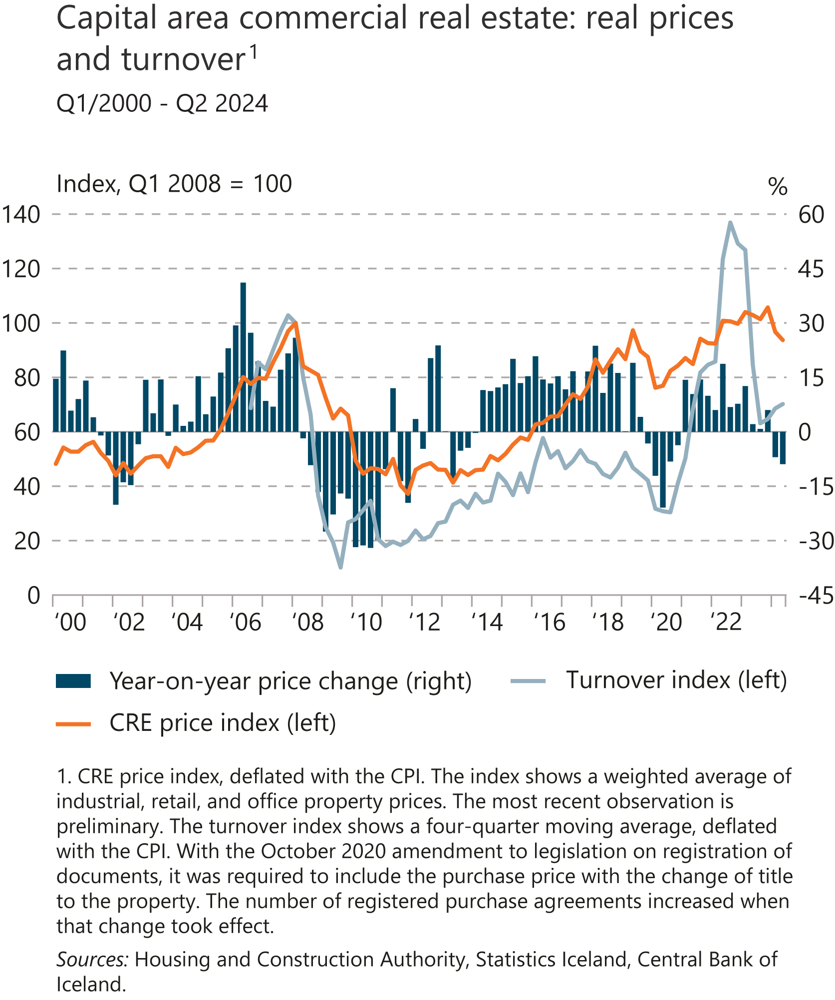 Capital area commercial real estate: real prices
and turnover¹
Q1/2000 - Q2 2024
Index, Q1 2008 = 100
%
140
60
120
45
100
30
80
15
60
0
40
-15
20
-30
0
-45
‘00 ‘02 ‘04 ‘06 ‘08 ‘10 ‘12 ‘14 ‘16 ‘18 ‘20 ‘22
Year-on-year price change (right)
Turnover index (left)
CRE price index (left)
1. CRE price index, deflated with the CPI. The index shows a weighted average of
industrial, retail, and office property prices. The most recent observation is
preliminary. The turnover index shows a four-quarter moving average, deflated
with the CPI. With the October 2020 amendment to legislation on registration of
documents, it was required to include the purchase price with the change of title
to the property. The number of registered purchase agreements increased when
that change took effect.
Sources: Housing and Construction Authority, Statistics Iceland, Central Bank of
Iceland.